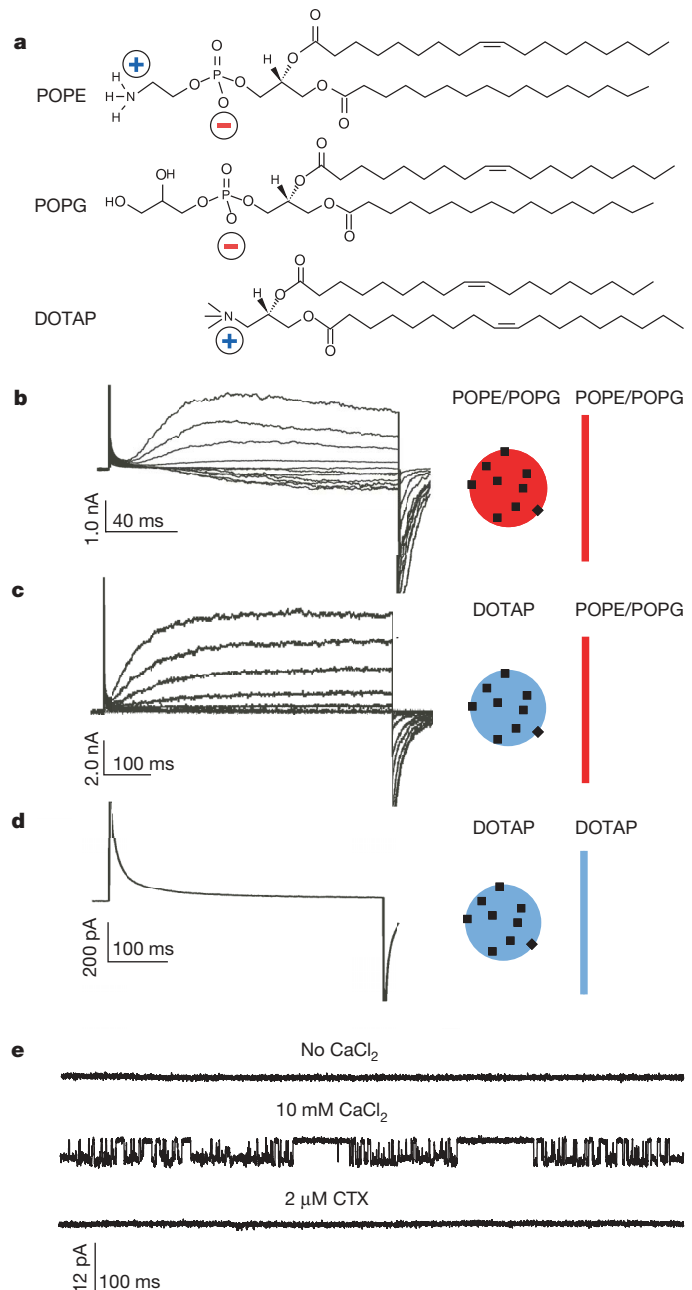 a
POPE
H
H–N
H
+
O
O
P
O
O
−
H
O
O
O
O
POPG
OH
HO
O
O
P
O
O
−
H
O
O
O
O
DOTAP
N
+
H
O
O
O
O
b
1.0 nA
40 ms
POPE/POPG POPE/POPG
c
2.0 nA
100 ms
DOTAP POPE/POPG
d
200 pA
100 ms
DOTAP DOTAP
e
No CaCl₂
10 mM CaCl₂
2 μM CTX
12 pA
100 ms